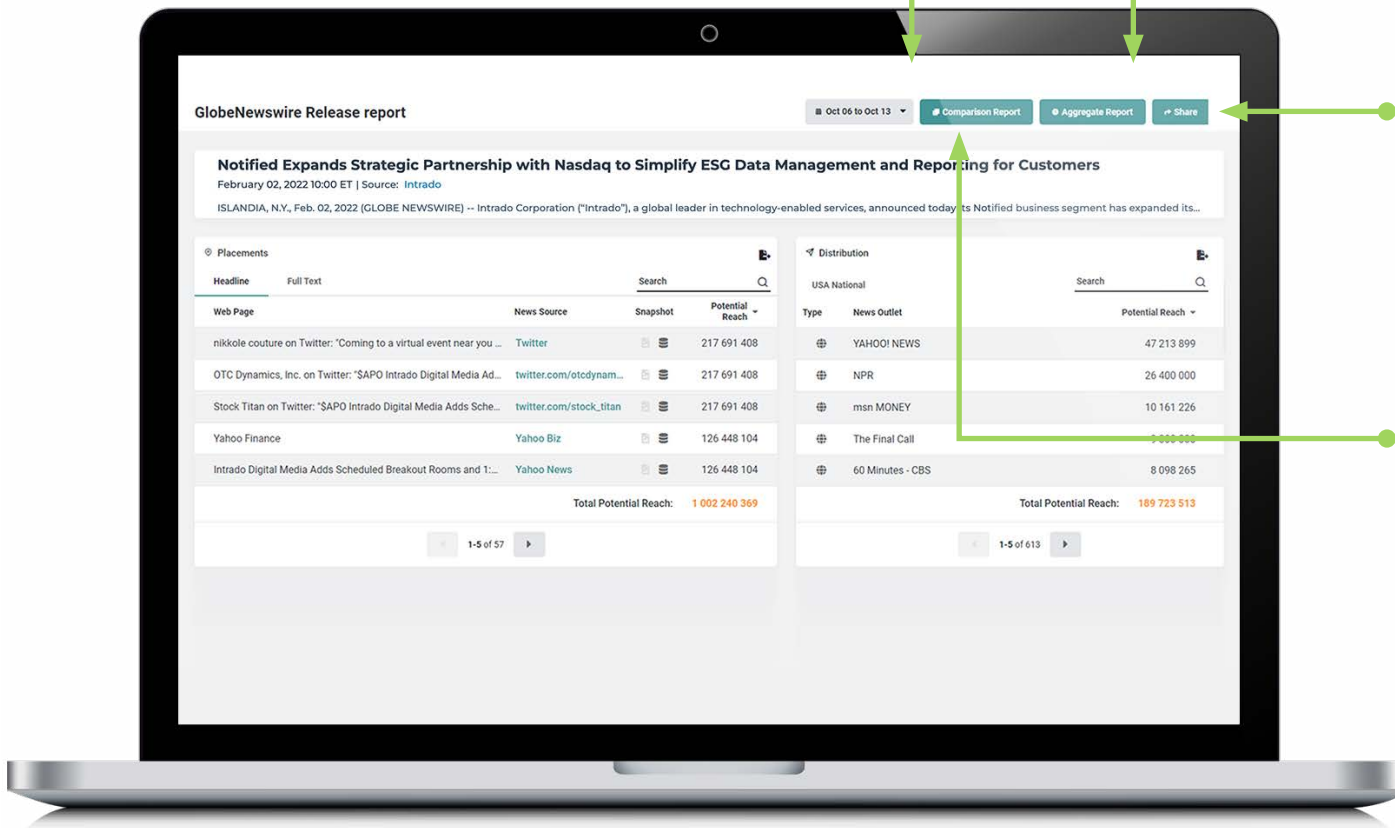 GlobeNewswire Release report
Oct 06 to Oct 13
Comparison Report
Aggregate Report
Share
Notified Expands Strategic Partnership with Nasdaq to Simplify ESG Data Management and Reporting for Customers
February 02, 2022 10:00 ET | Source: Intrado
ISLANDIA, N.Y., Feb. 02, 2022 (GLOBE NEWSWIRE) -- Intrado Corporation ("Intrado"), a global leader in technology-enabled services, announced today its Notified business segment has expanded its...
Placements
Headline Full Text Search
Web Page News Source Snapshot Potential Reach
nikkole couture on Twitter: "Coming to a virtual event near you ... Twitter 217 691 408
OTC Dynamics, Inc. on Twitter: "$APO Intrado Digital Media Ad... twitter.com/otcdynam... 217 691 408
Stock Titan on Twitter: "$APO Intrado Digital Media Adds Sche... twitter.com/stock_titan 217 691 408
Yahoo Finance Yahoo Biz 126 448 104
Intrado Digital Media Adds Scheduled Breakout Rooms and 1:... Yahoo News 126 448 104
Total Potential Reach: 1 002 240 369
1-5 of 57
Distribution
USA National Search
Type News Outlet Potential Reach
YAHOO! NEWS 47 213 899
NPR 26 400 000
msn MONEY 10 161 226
The Final Call
60 Minutes - CBS 8 098 265
Total Potential Reach: 189 723 513
1-5 of 613